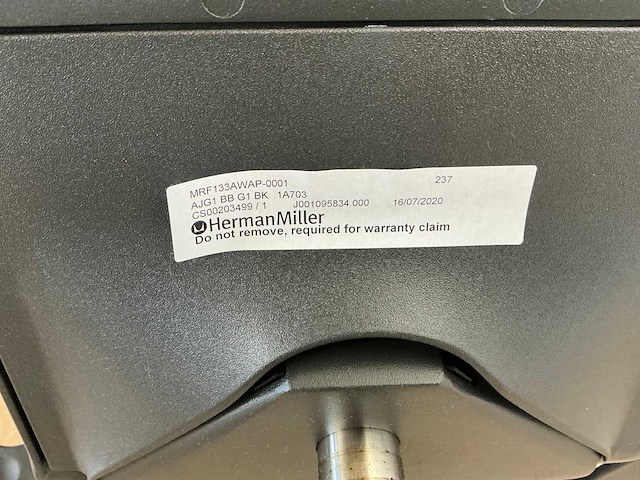 MRF133AWAP-0001 237
AJG1 BB G1 BK 1A703
CS00203499 / 1 J001095834.000 16/07/2020
HermanMiller
Do not remove, required for warranty claim